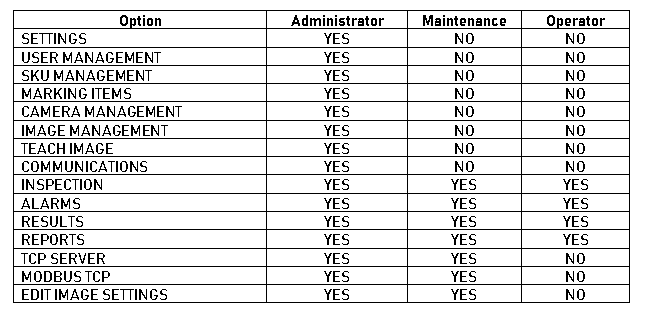 Option Administrator Maintenance Operator
SETTINGS YES NO NO
USER MANAGEMENT YES NO NO
SKU MANAGEMENT YES NO NO
MARKING ITEMS YES NO NO
CAMERA MANAGEMENT YES NO NO
IMAGE MANAGEMENT YES NO NO
TEACH IMAGE YES NO NO
COMMUNICATIONS YES NO NO
INSPECTION YES YES YES
ALARMS YES YES YES
RESULTS YES YES YES
REPORTS YES YES YES
TCP SERVER YES YES NO
MODBUS TCP YES YES NO
EDIT IMAGE SETTINGS YES YES NO